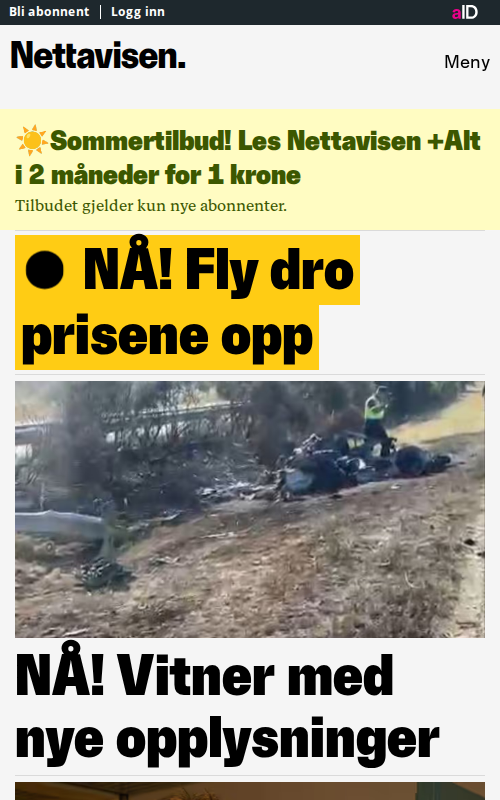 Bli abonnent | Logg inn
aID
Nettavisen.
Meny
☀️Sommertilbud! Les Nettavisen +Alt
i 2 måneder for 1 krone
Tilbudet gjelder kun nye abonnenter.
● NÅ! Fly dro
prisene opp
NÅ! Vitner med
nye opplysninger